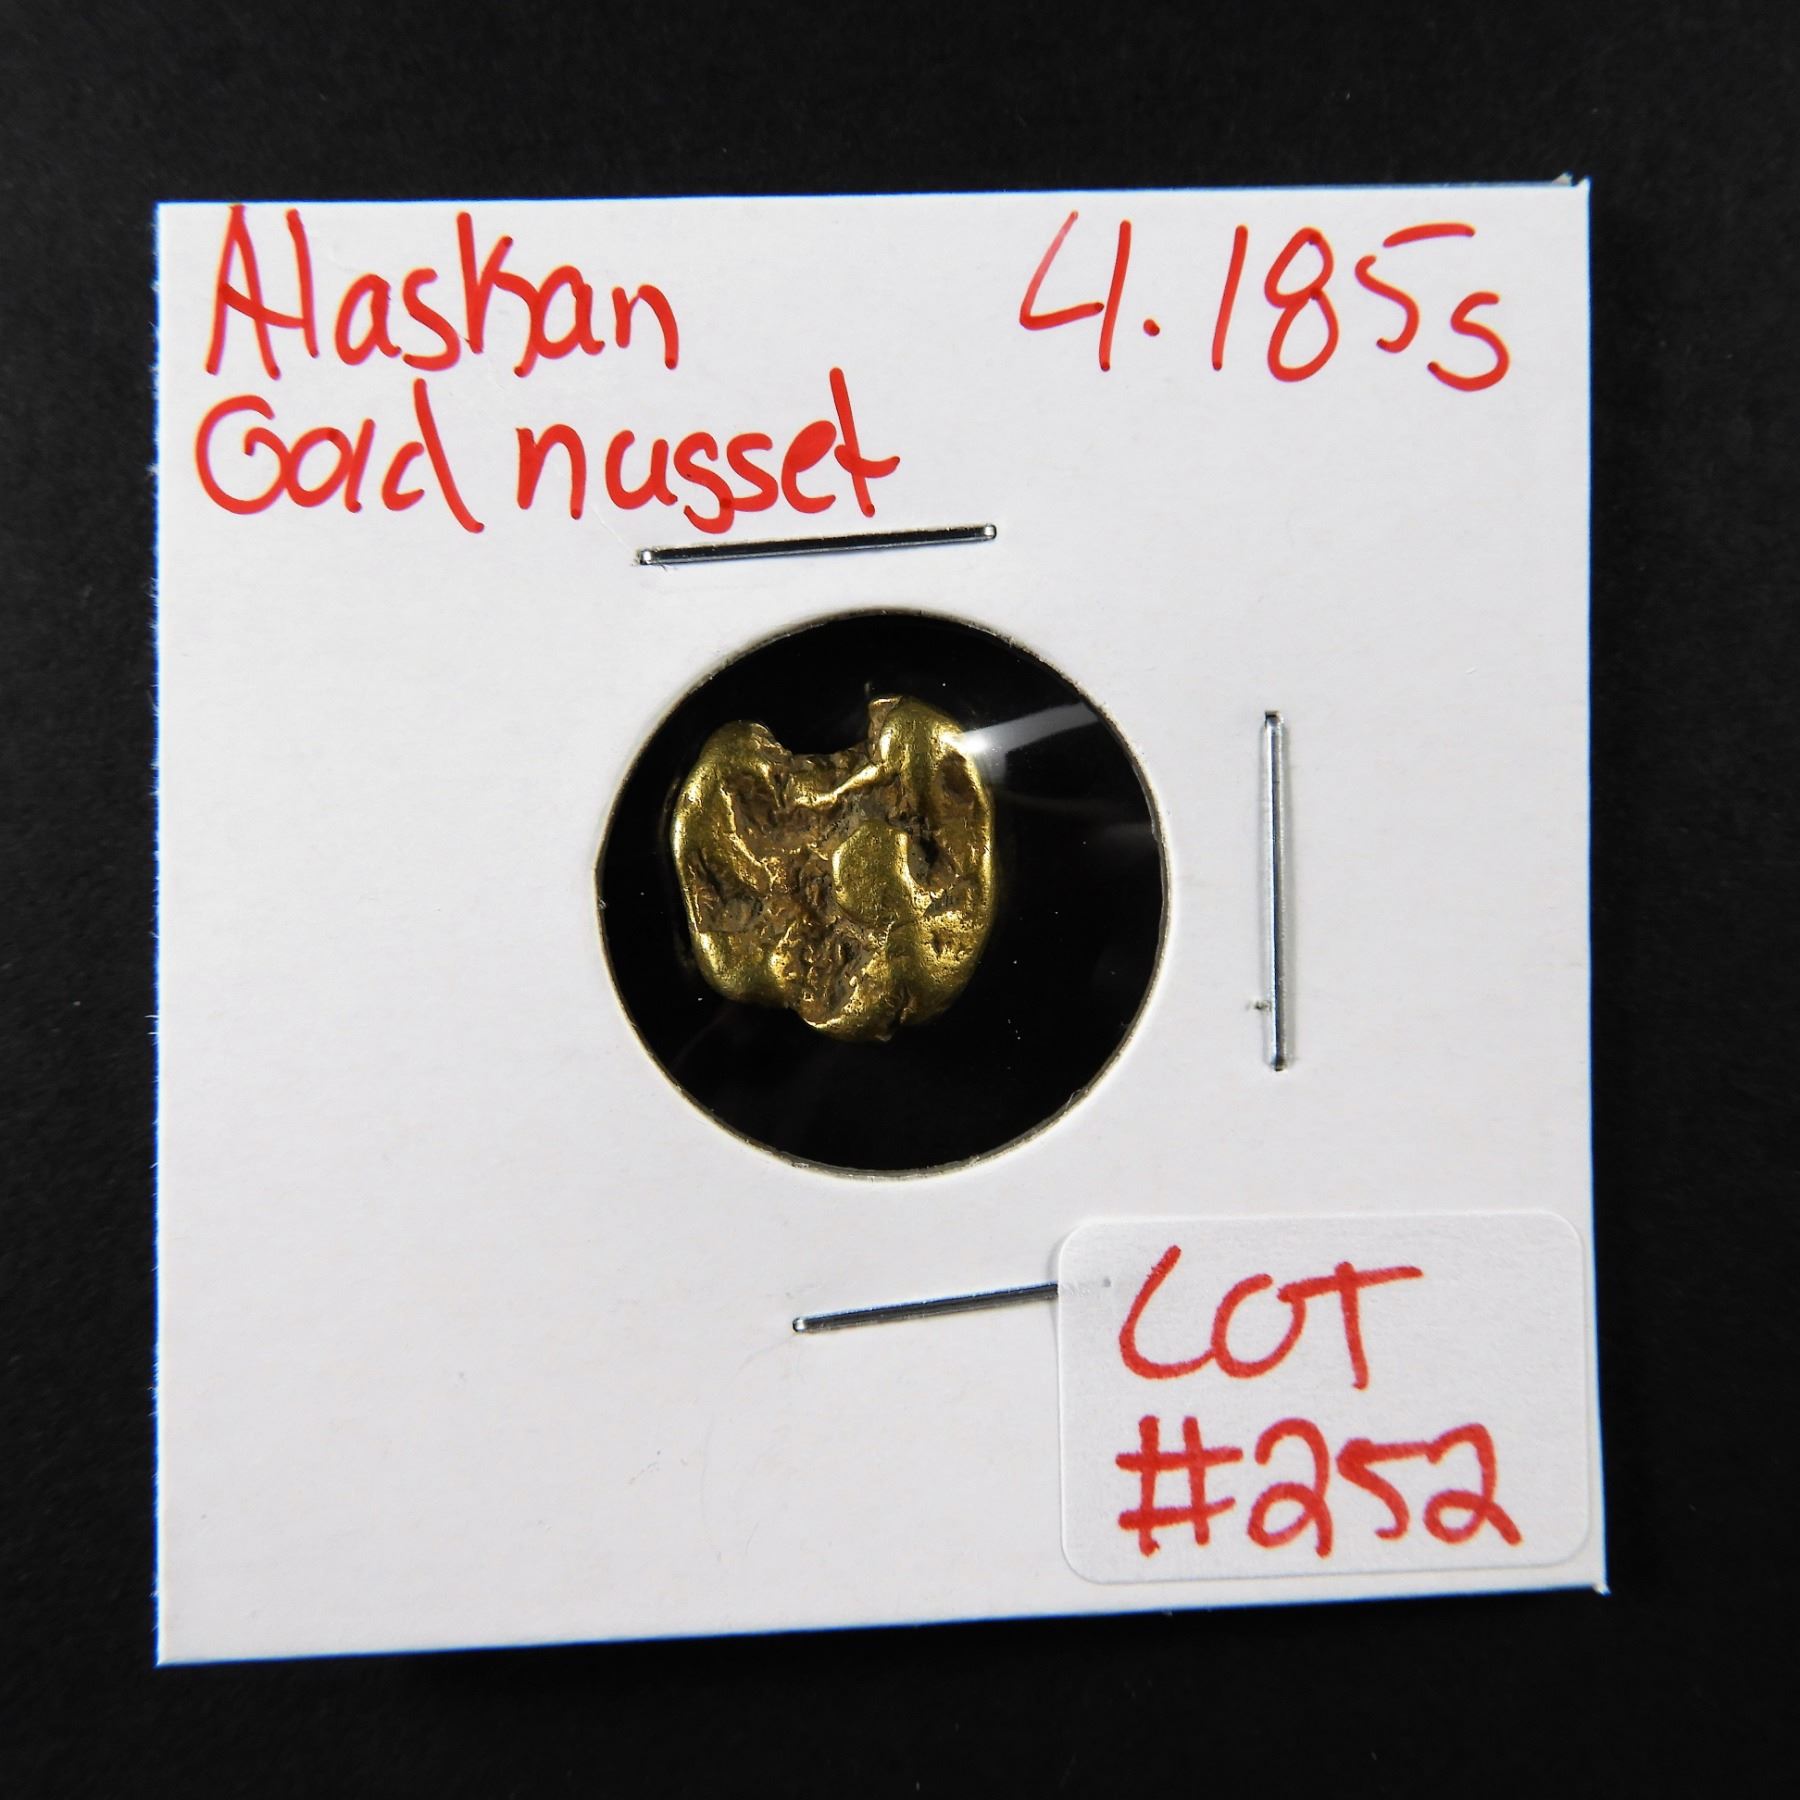 Alaskan 4.185g
Gold nugget
LOT
#252